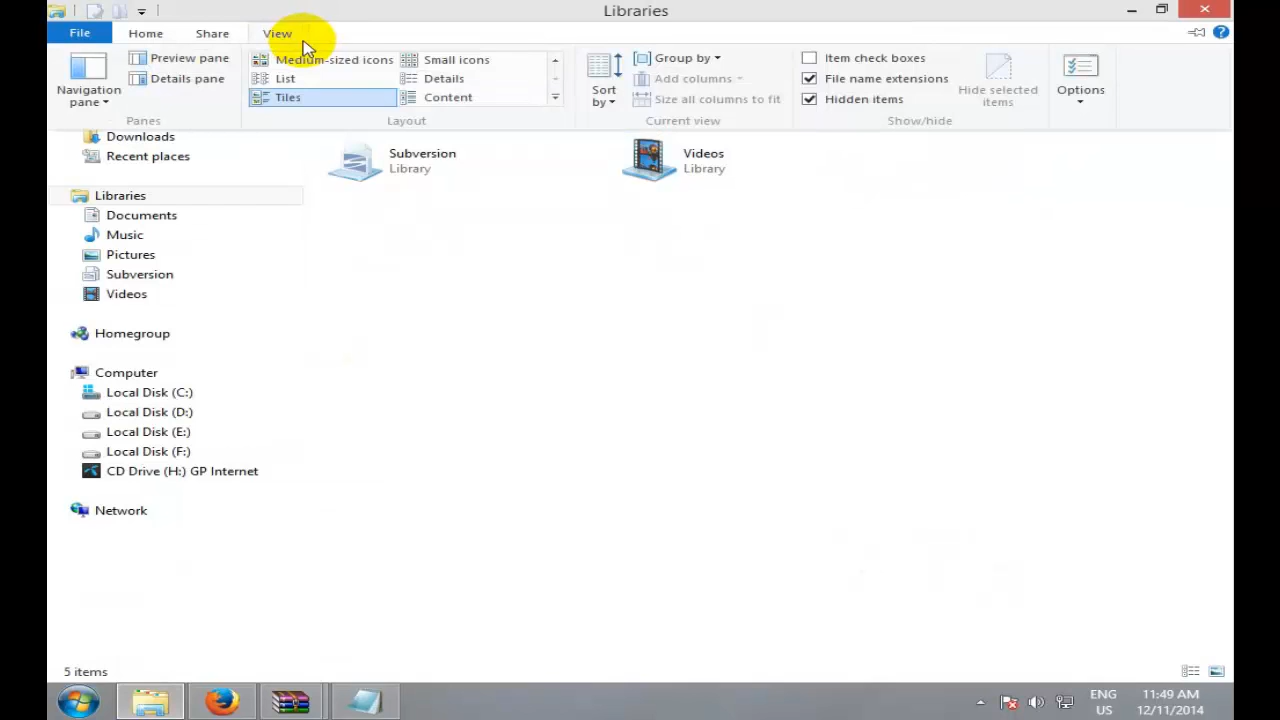 Libraries
File Home Share View
Navigation pane
Preview pane
Details pane
Panes
Medium-sized icons Small icons
List Details
Tiles Content
Layout
Sort by
Group by
Add columns
Size all columns to fit
Current view
Item check boxes
File name extensions
Hidden items
Hide selected items
Show/hide
Options
Downloads
Recent places
Libraries
Documents
Music
Pictures
Subversion
Videos
Homegroup
Computer
Local Disk (C:)
Local Disk (D:)
Local Disk (E:)
Local Disk (F:)
CD Drive (H:) GP Internet
Network
Subversion
Library
Videos
Library
5 items
ENG
US
11:49 AM
12/11/2014